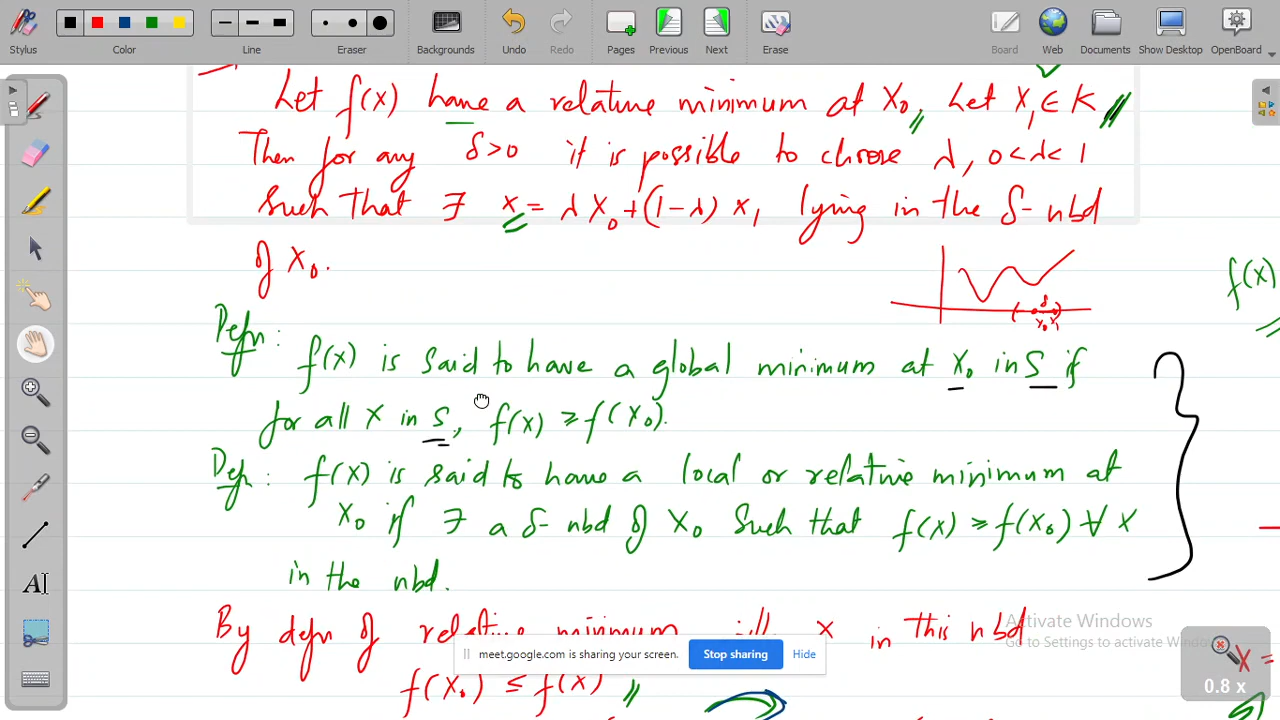 Stylus Color Line Eraser Backgrounds Undo Redo Pages Previous Next Erase Board Web Documents Show Desktop OpenBoard
Let f(X) have a relative minimum at X₀, Let X₁ ∈ K
Then for any δ>0 it is possible to choose λ, 0<λ<1
such that ∃ x = λ X₀ + (1-λ) X₁ lying in the δ-nbd
of X₀.
δ
X₀ X₁
f(X)
Defn: f(X) is said to have a global minimum at X₀ in S if
for all X in S, f(X) ≥ f(X₀).
Defn: f(X) is said to have a local or relative minimum at
X₀ if ∃ a δ-nbd of X₀ such that f(X) ≥ f(X₀) ∀ X
in the nbd.
By defn of relative minimum X in this nbd
f(X₀) ≤ f(X)
Activate Windows
Go to Settings to activate Windows.
meet.google.com is sharing your screen. Stop sharing Hide
X =
0.8 x